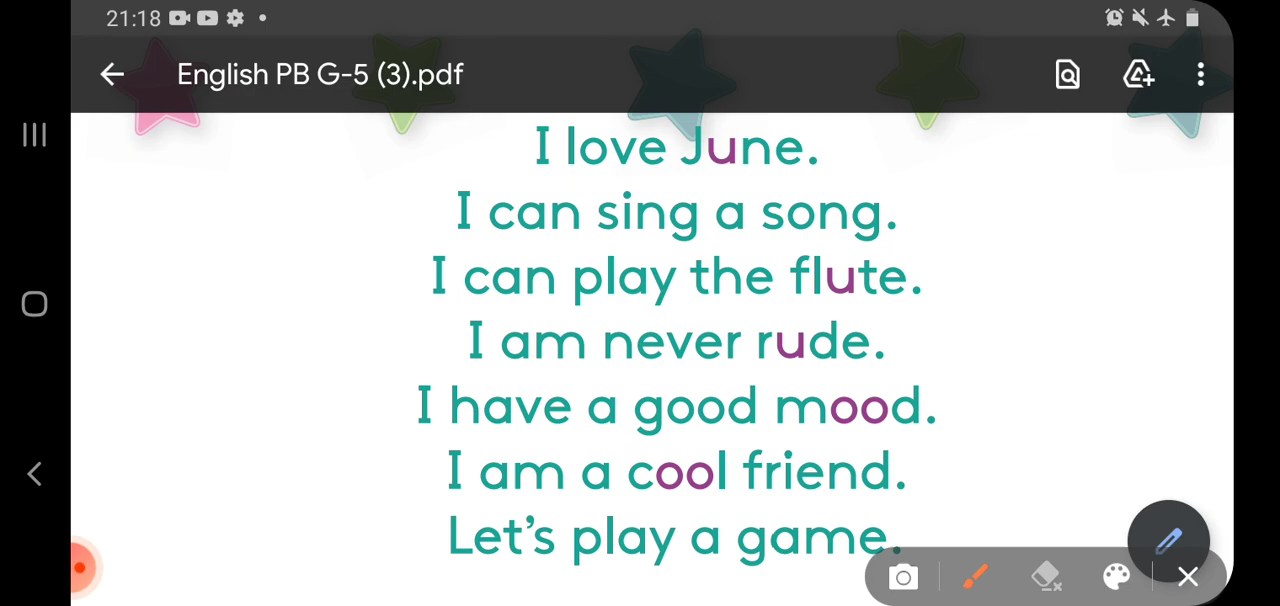 21:18
English PB G-5 (3).pdf
I love June.
I can sing a song.
I can play the flute.
I am never rude.
I have a good mood.
I am a cool friend.
Let's play a game.